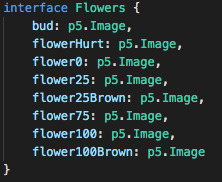 interface Flowers {
    bud: p5.Image,
    flowerHurt: p5.Image,
    flower0: p5.Image,
    flower25: p5.Image,
    flower25Brown: p5.Image,
    flower75: p5.Image,
    flower100: p5.Image,
    flower100Brown: p5.Image
}